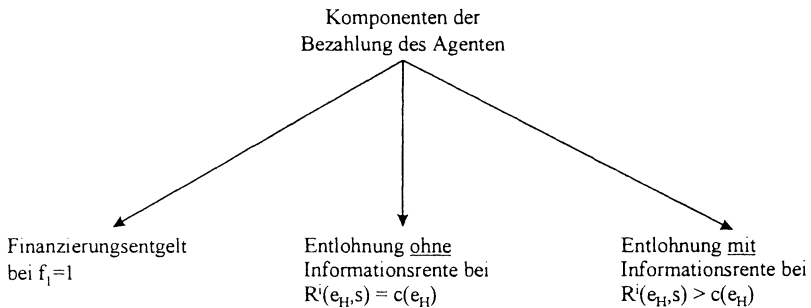 Komponenten der
Bezahlung des Agenten
Finanzierungsentgelt
bei f₁=1
Entlohnung ohne
Informationsrente bei
Rⁱ(e_H,s) = c(e_H)
Entlohnung mit
Informationsrente bei
Rⁱ(e_H,s) > c(e_H)